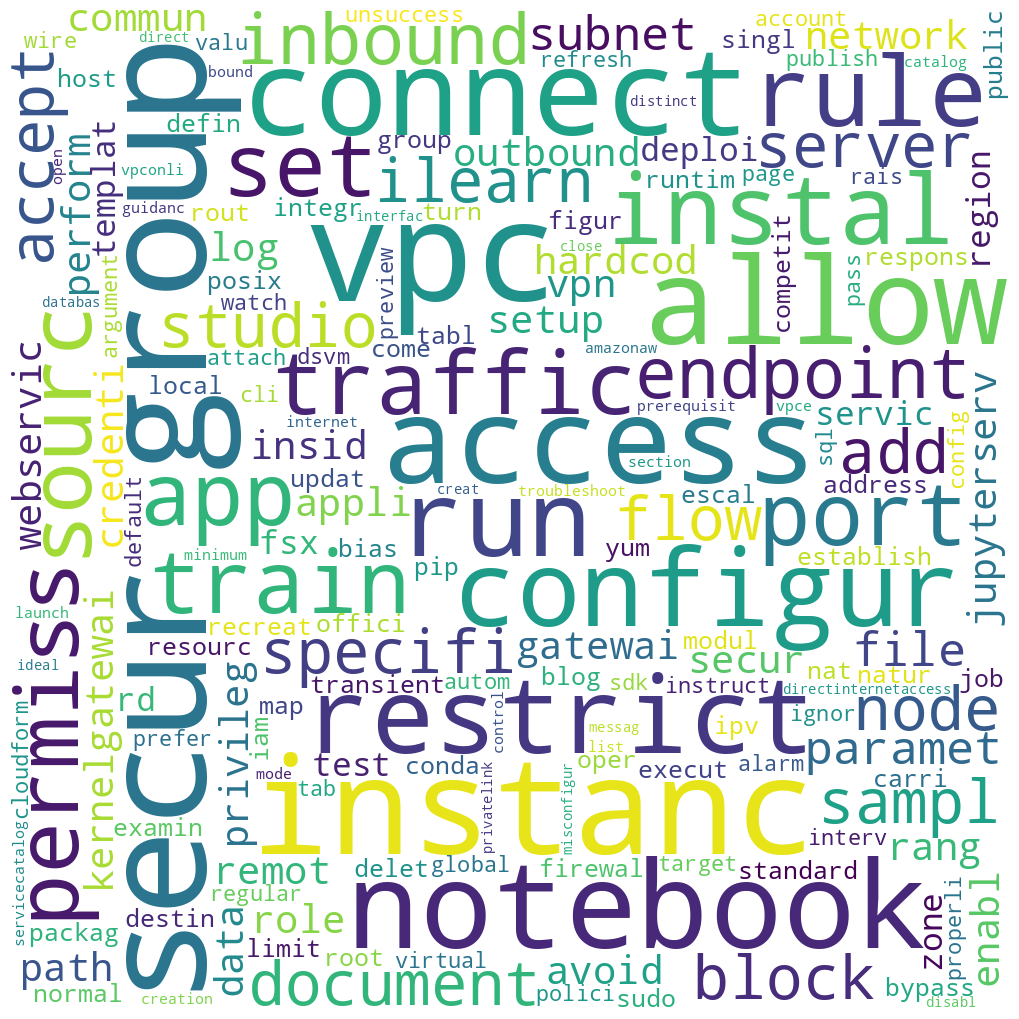 commun
unsuccess
account
wire
direct
valu
inbound
subnet
singl
network
public
host
bound
refresh
publish
catalog
accept
connect
rule
distinct
defin
group
open
perform
templat
set
outbound
deploi
server
vpconli
ilearn
runtim
page
rais
region
guidanc
rout
integr
interfac
turn
figur
instal
log
vpc
close
hardcod
competit
pass
respons
posix
preview
vpn
allow
databas
argument
watch
studio
setup
tabl
sourc
secur group
attach
dsvm
come
amazonaw
webservic
credenti
local
cli
traffic
endpoint
internet
prerequisit
vpce
servic
jupyterserv
insid
access
sql
config
add
section
default
updat
app
appli
creat
troubleshoot
escal
address
run
flow
port
fsx
bias
yum
establish
minimum
pip
train
configur
permiss
launch
kernelgatewai
recreat
offici
ideal
resourc
specifi
gatewai
modul
file
secur
nat
natur
job
rd
privileg
transient
autom
blog
sdk
instruct
directinternetaccess
cloudform
iam
map
restrict
control
messag
ipv
ignor
node
prefer
test
conda
list
oper
paramet
mode
tab
privatelink
misconfigur
execut
alarm
carri
servicecatalog
instanc
sampl
examin
interv
rang
remot
delet
global
firewal
target
standard
regular
notebook
destin
data
role
zone
properli
enabl
packag
limit
root
virtual
path
document
avoid
block
bypass
normal
creation
polici
sudo
disabl